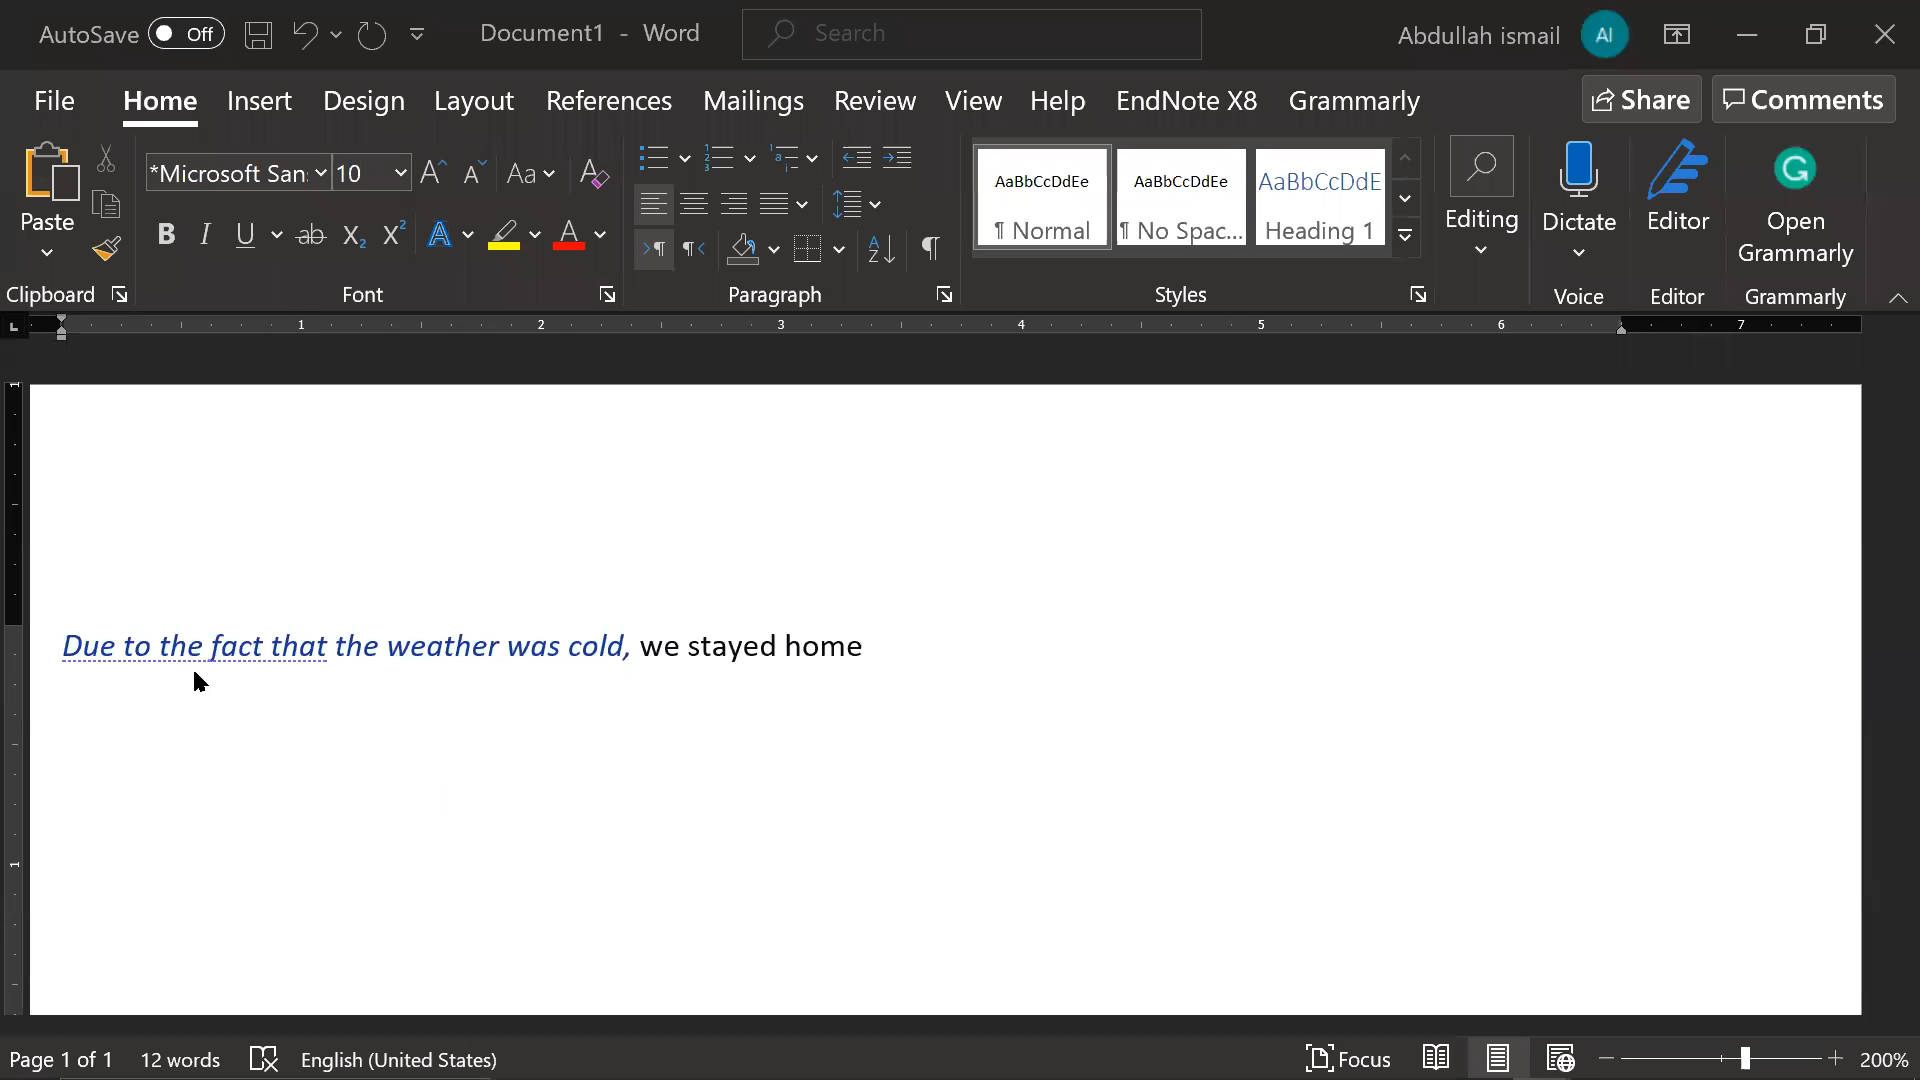 AutoSave Off Document1 - Word Search Abdullah ismail AI
File Home Insert Design Layout References Mailings Review View Help EndNote X8 Grammarly Share Comments
*Microsoft San: 10 Aa
AaBbCcDdEe AaBbCcDdEe AaBbCcDdE
Paste Editing Dictate Editor Open Grammarly
B I U ab X2 X2 A A
¶ Normal ¶ No Spac... Heading 1
Clipboard Font Paragraph Styles Voice Editor Grammarly
1 2 3 4 5 6 7
Due to the fact that the weather was cold, we stayed home
Page 1 of 1 12 words English (United States) Focus 200%